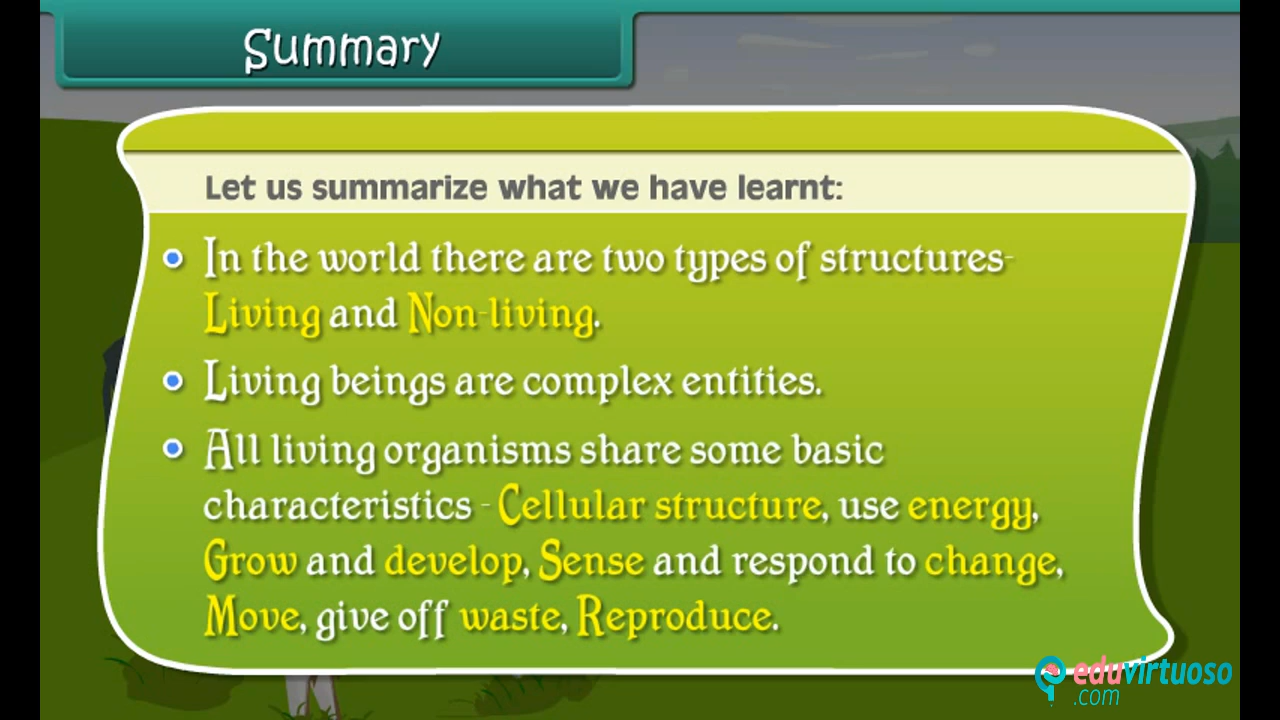 Summary
Let us summarize what we have learnt:
In the world there are two types of structures-
Living and Non-living.
Living beings are complex entities.
All living organisms share some basic
characteristics - Cellular structure, use energy,
Grow and develop, Sense and respond to change,
Move, give off waste, Reproduce.
eduvirtuoso
.com